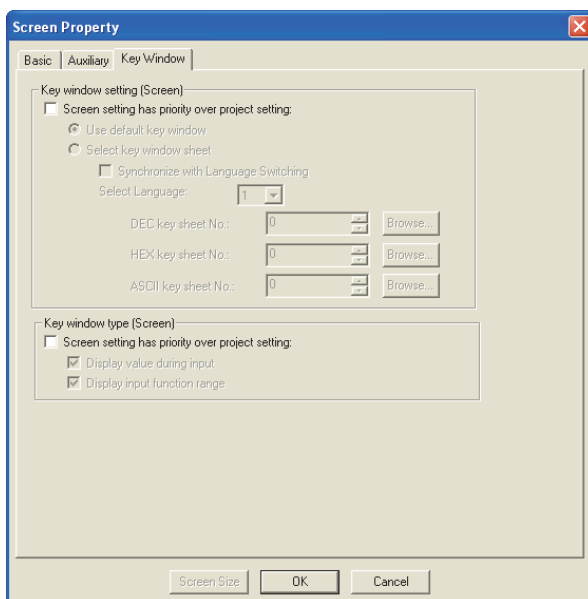 Screen Property
Basic Auxiliary Key Window
Key window setting (Screen)
Screen setting has priority over project setting:
Use default key window
Select key window sheet
Synchronize with Language Switching
Select Language: 1
DEC key sheet No.: 0 Browse...
HEX key sheet No.: 0 Browse...
ASCII key sheet No.: 0 Browse...
Key window type (Screen)
Screen setting has priority over project setting:
Display value during input
Display input function range
Screen Size OK Cancel